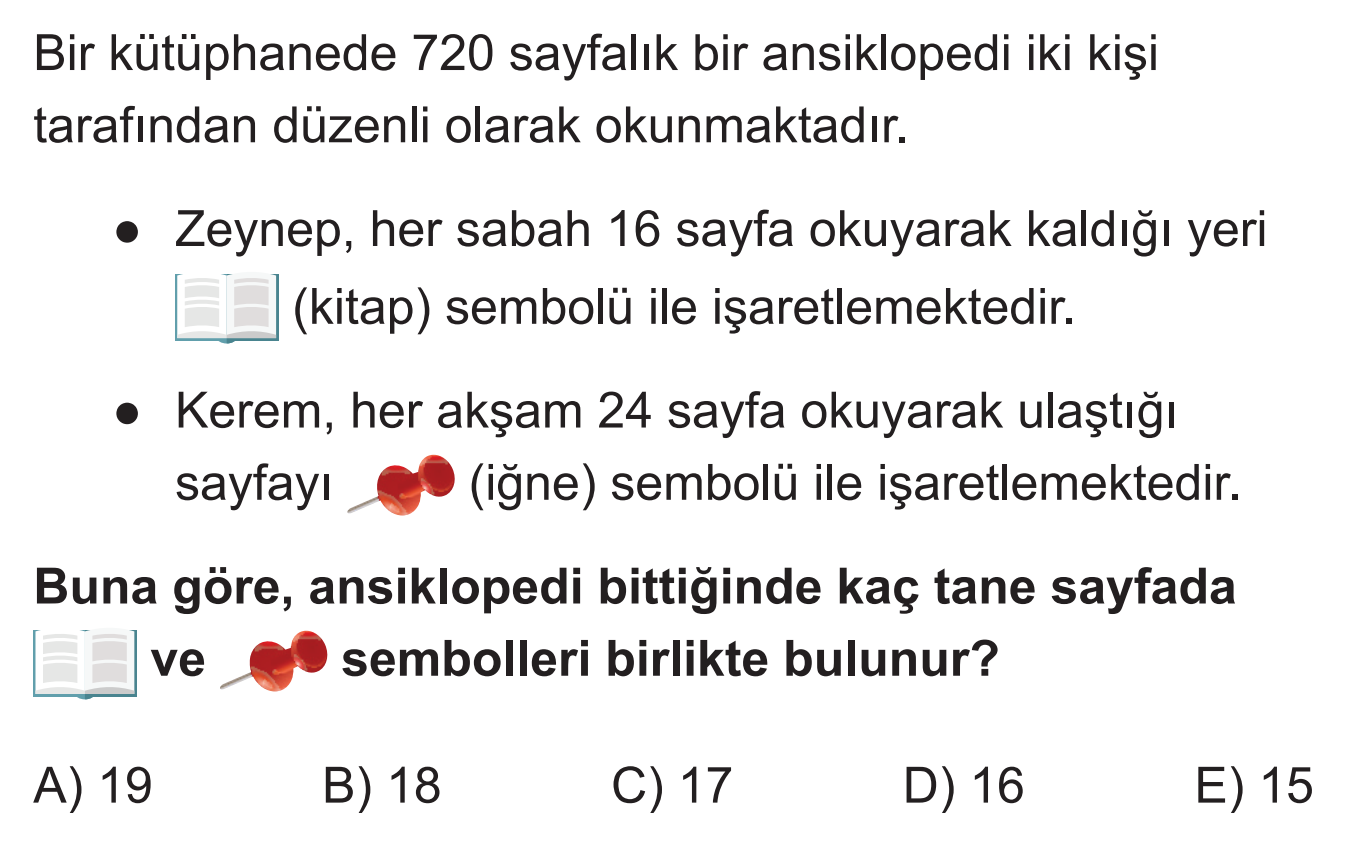 Bir kütüphanede 720 sayfalık bir ansiklopedi iki kişi
tarafından düzenli olarak okunmaktadır.
● Zeynep, her sabah 16 sayfa okuyarak kaldığı yeri
(kitap) sembolü ile işaretlemektedir.
● Kerem, her akşam 24 sayfa okuyarak ulaştığı
sayfayı (iğne) sembolü ile işaretlemektedir.
Buna göre, ansiklopedi bittiğinde kaç tane sayfada
ve sembolleri birlikte bulunur?
A) 19 B) 18 C) 17 D) 16 E) 15